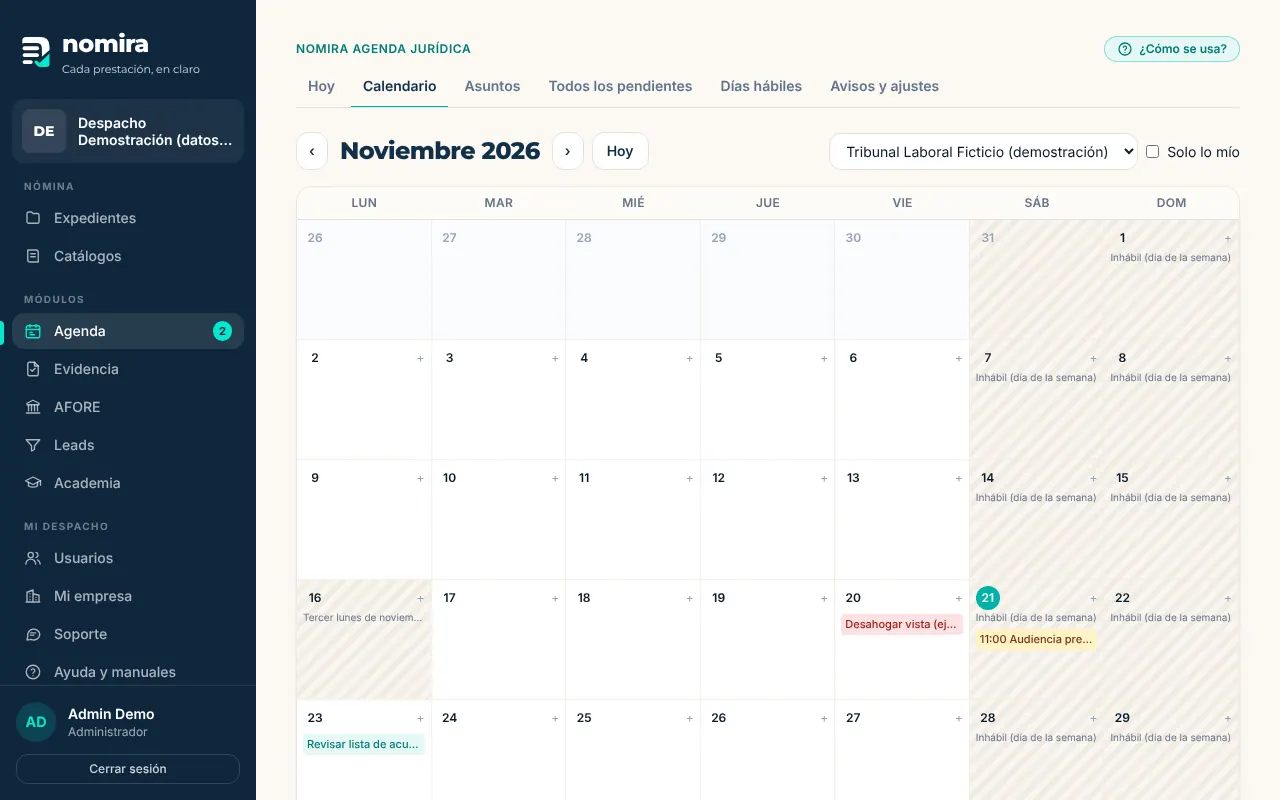 nomira
Cada prestación, en claro
DE
Despacho
Demostración (datos...
NÓMINA
Expedientes
Catálogos
MÓDULOS
Agenda
2
Evidencia
AFORE
Leads
Academia
MI DESPACHO
Usuarios
Mi empresa
Soporte
Ayuda y manuales
AD
Admin Demo
Administrador
Cerrar sesión
NOMIRA AGENDA JURÍDICA
¿Cómo se usa?
Hoy Calendario Asuntos Todos los pendientes Días hábiles Avisos y ajustes
‹ Noviembre 2026 › Hoy
Tribunal Laboral Ficticio (demostración)
Solo lo mío
LUN MAR MIÉ JUE VIE SÁB DOM
26 27 28 29 30 31 1 +
Inhábil (día de la semana)
2 + 3 + 4 + 5 + 6 + 7 + 8 +
Inhábil (día de la semana) Inhábil (día de la semana)
9 + 10 + 11 + 12 + 13 + 14 + 15 +
Inhábil (día de la semana) Inhábil (día de la semana)
16 + 17 + 18 + 19 + 20 + 21 + 22 +
Tercer lunes de noviem... Desahogar vista (ej... Inhábil (día de la semana) Inhábil (día de la semana)
11:00 Audiencia pre...
23 + 24 + 25 + 26 + 27 + 28 + 29 +
Revisar lista de acu... Inhábil (día de la semana) Inhábil (día de la semana)